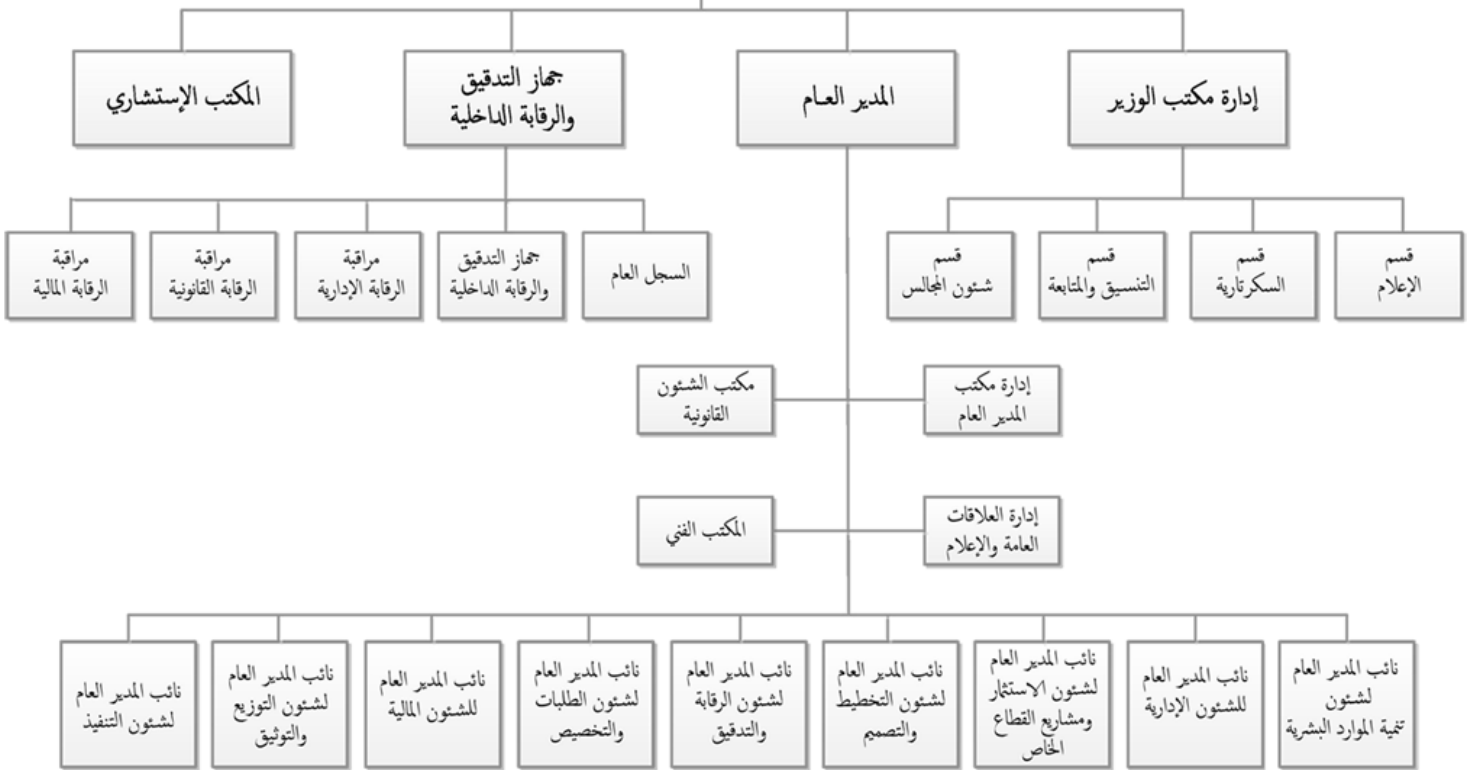 إدارة مكتب الوزير
المدير العـام
جهاز التدقيق
والرقابة الداخلية
المكتب الإستشاري
قسم
الإعلام
قسم
السكرتارية
قسم
التنسيق والمتابعة
قسم
شئون المجالس
السجل العام
جهاز التدقيق
والرقابة الداخلية
مراقبة
الرقابة الإدارية
مراقبة
الرقابة القانونية
مراقبة
الرقابة المالية
إدارة مكتب
المدير العام
مكتب الشئون
القانونية
إدارة العلاقات
العامة والإعلام
المكتب الفني
نائب المدير العام
لشئون
تنمية الموارد البشرية
نائب المدير العام
للشئون الإدارية
نائب المدير العام
لشئون الاستثمار
ومشاريع القطاع
الخاص
نائب المدير العام
لشئون التخطيط
والتصميم
نائب المدير العام
لشئون الرقابة
والتدقيق
نائب المدير العام
لشئون الطلبات
والتخصيص
نائب المدير العام
للشئون المالية
نائب المدير العام
لشئون التوزيع
والتوثيق
نائب المدير العام
لشئون التنفيذ